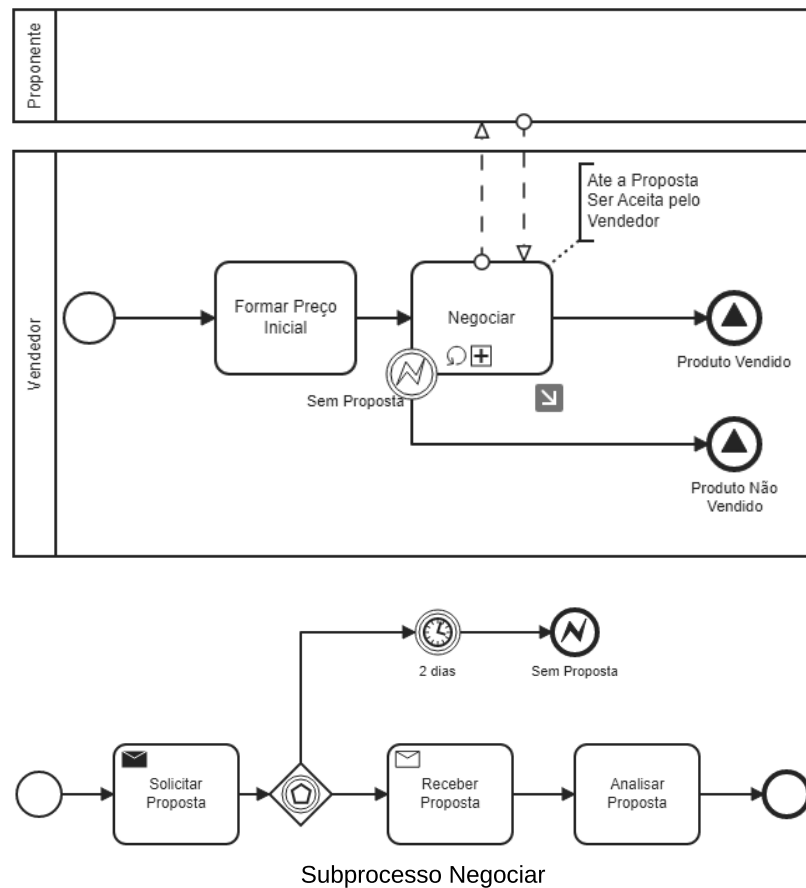 Proponente
Vendedor
Ate a Proposta
Ser Aceita pelo
Vendedor
Formar Preço
Inicial
Negociar
Produto Vendido
Sem Proposta
Produto Não
Vendido
2 dias
Sem Proposta
Solicitar
Proposta
Receber
Proposta
Analisar
Proposta
Subprocesso Negociar